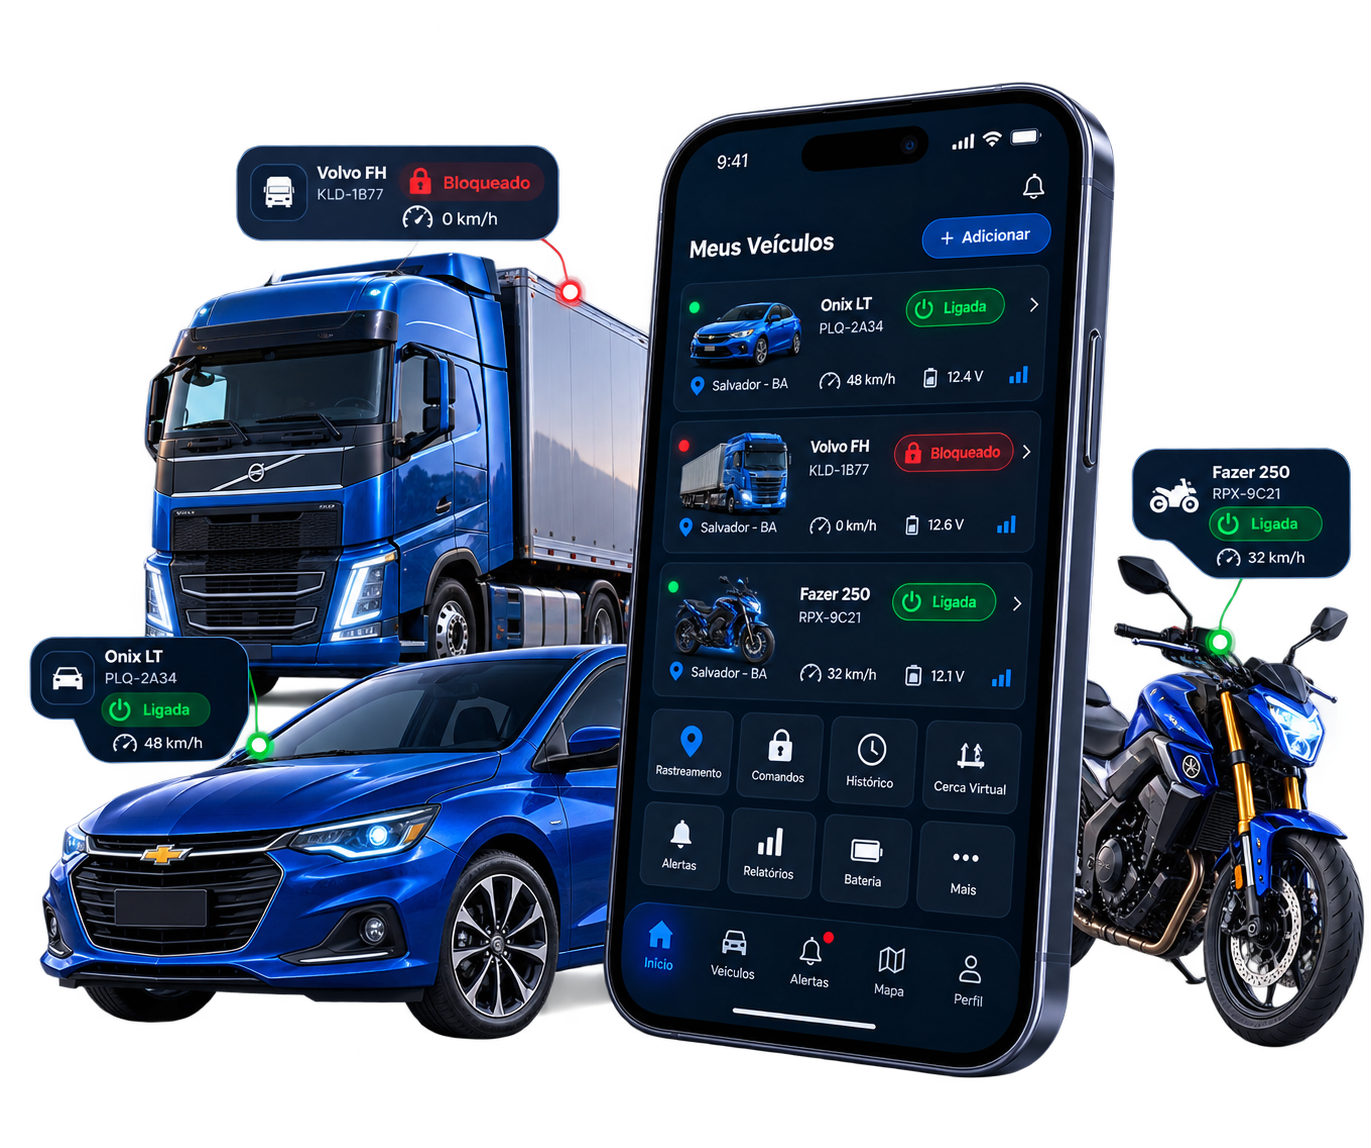 Volvo FH
KLD-1B77
Bloqueado
0 km/h
9:41
Meus Veículos
+ Adicionar
Onix LT
PLQ-2A34
Ligada
Salvador - BA
48 km/h
12.4 V
Volvo FH
KLD-1B77
Bloqueado
Salvador - BA
0 km/h
12.6 V
Fazer 250
RPX-9C21
Ligada
Salvador - BA
32 km/h
12.1 V
Rastreamento
Comandos
Histórico
Cerca Virtual
Alertas
Relatórios
Bateria
Mais
Início
Veículos
Alertas
Mapa
Perfil
Onix LT
PLQ-2A34
Ligada
48 km/h
Fazer 250
RPX-9C21
Ligada
32 km/h